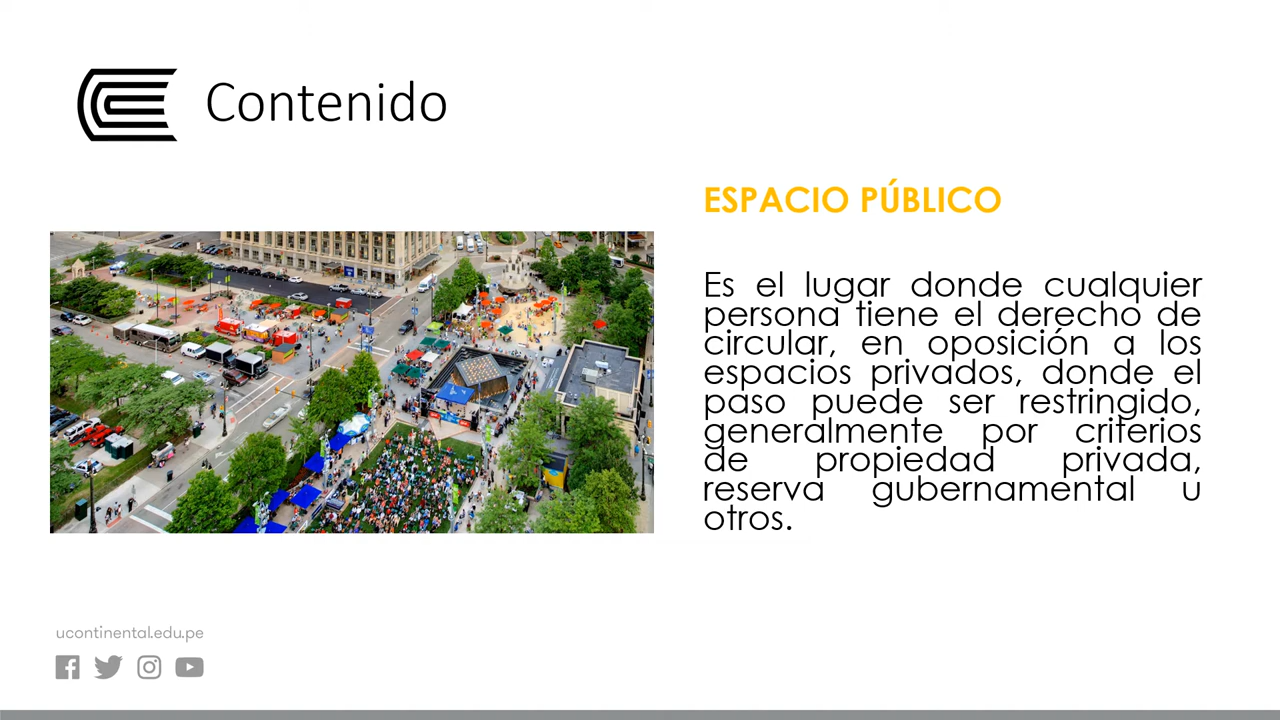 Contenido
ESPACIO PÚBLICO
Es el lugar donde cualquier
persona tiene el derecho de
circular, en oposición a los
espacios privados, donde el
paso puede ser restringido,
generalmente por criterios
de propiedad privada,
reserva gubernamental u
otros.
ucontinental.edu.pe